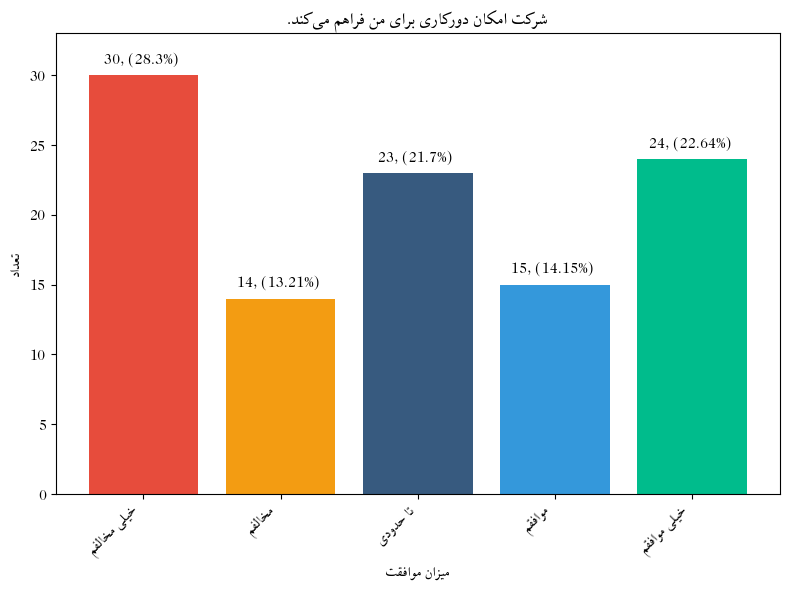 شرکت امکان دورکاری برای من فراهم می‌کند.
30, (28.3%)
14, (13.21%)
23, (21.7%)
15, (14.15%)
24, (22.64%)
30
25
20
15
10
5
0
تعداد
خیلی مخالفم
مخالفم
تا حدودی
موافقم
خیلی موافقم
میزان موافقت